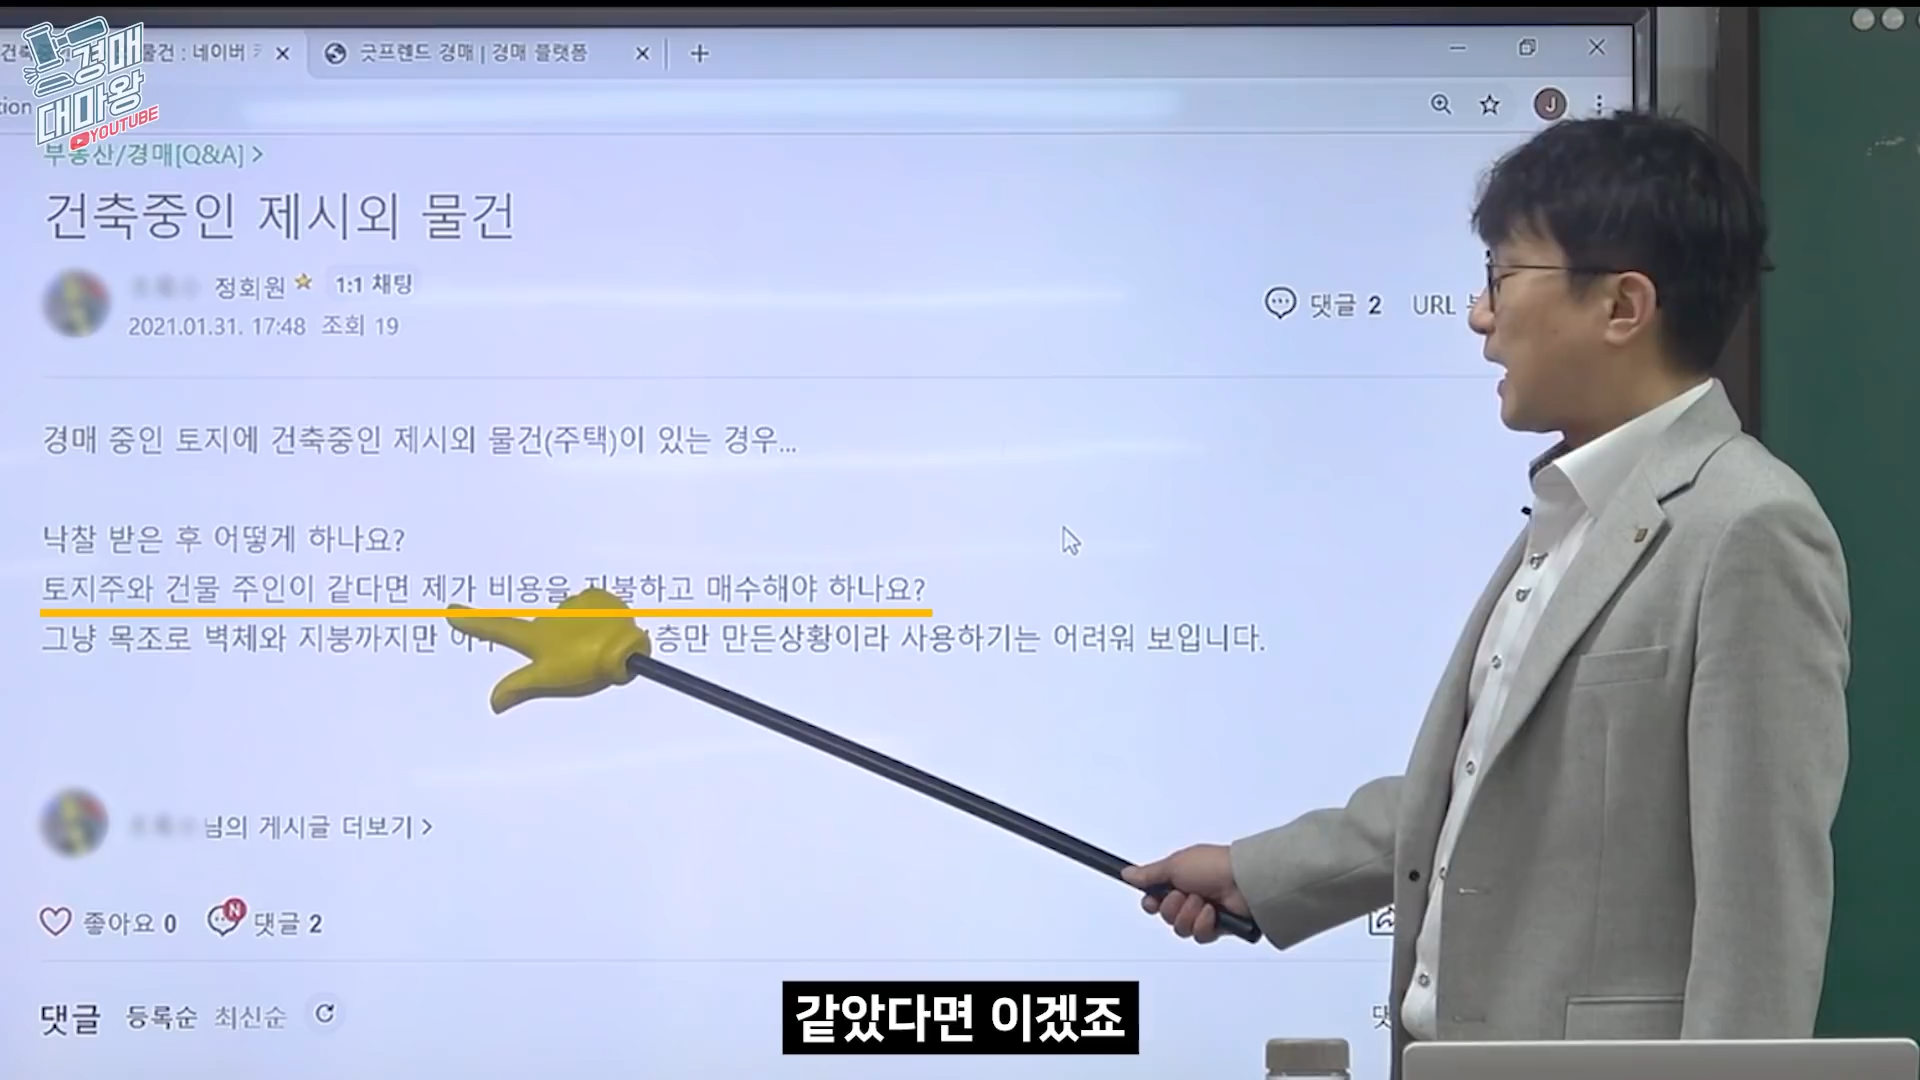 물건 : 네이버
굿프렌드 경매 | 경매 플랫폼
경매
대마왕
YOUTUBE
tion
J
부동산/경매[Q&A] >
건축중인 제시외 물건
정회원 1:1 채팅
2021.01.31. 17:48 조회 19
댓글 2 URL
경매 중인 토지에 건축중인 제시외 물건(주택)이 있는 경우...
낙찰 받은 후 어떻게 하나요?
토지주와 건물 주인이 같다면 제가 비용을 지불하고 매수해야 하나요?
그냥 목조로 벽체와 지붕까지만 층만 만든상황이라 사용하기는 어려워 보입니다.
님의 게시글 더보기 >
좋아요 0 N 댓글 2
댓글 등록순 최신순
같았다면 이겠죠